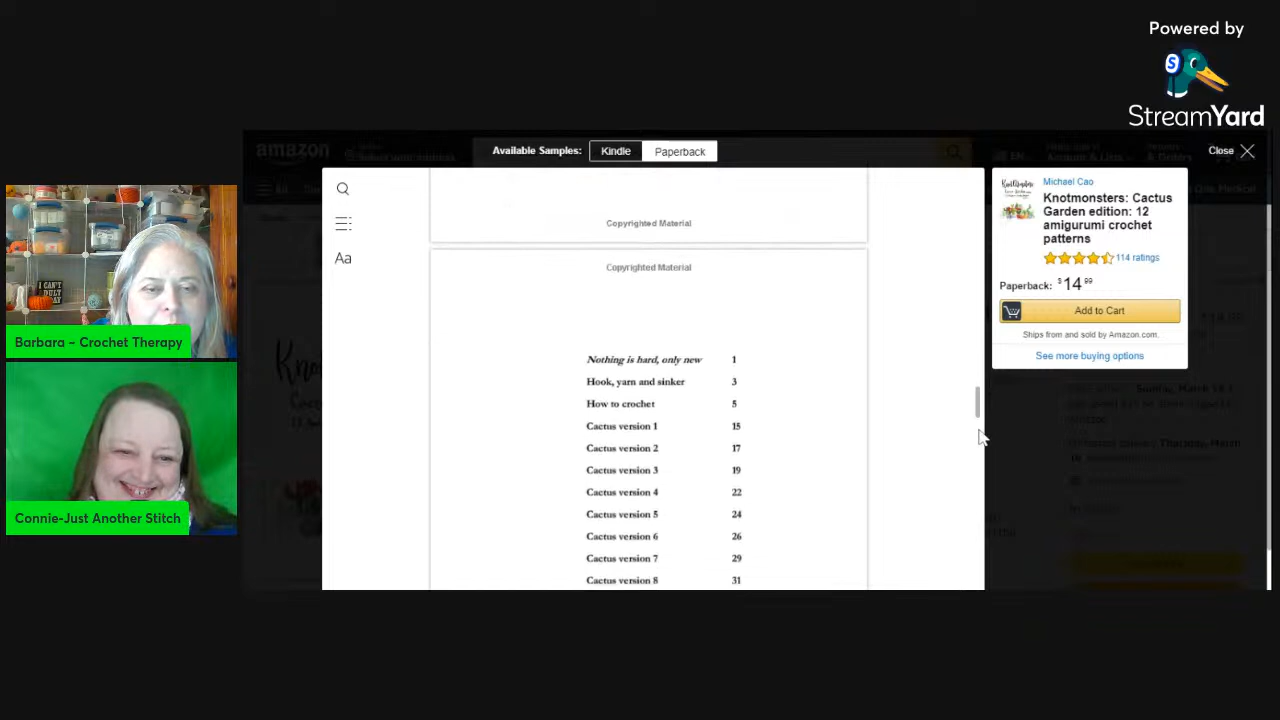 Powered by
StreamYard
amazon
Available Samples:
Kindle
Paperback
Close
Aa
Copyrighted Material
Copyrighted Material
Nothing is hard, only new 1
Hook, yarn and sinker 3
How to crochet 5
Cactus version 1 15
Cactus version 2 17
Cactus version 3 19
Cactus version 4 22
Cactus version 5 24
Cactus version 6 26
Cactus version 7 29
Cactus version 8 31
Michael Cao
Knotmonsters: Cactus
Garden edition: 12
amigurumi crochet
patterns
114 ratings
Paperback: $14.99
Add to Cart
Ships from and sold by Amazon.com.
See more buying options
Barbara – Crochet Therapy
Connie-Just Another Stitch